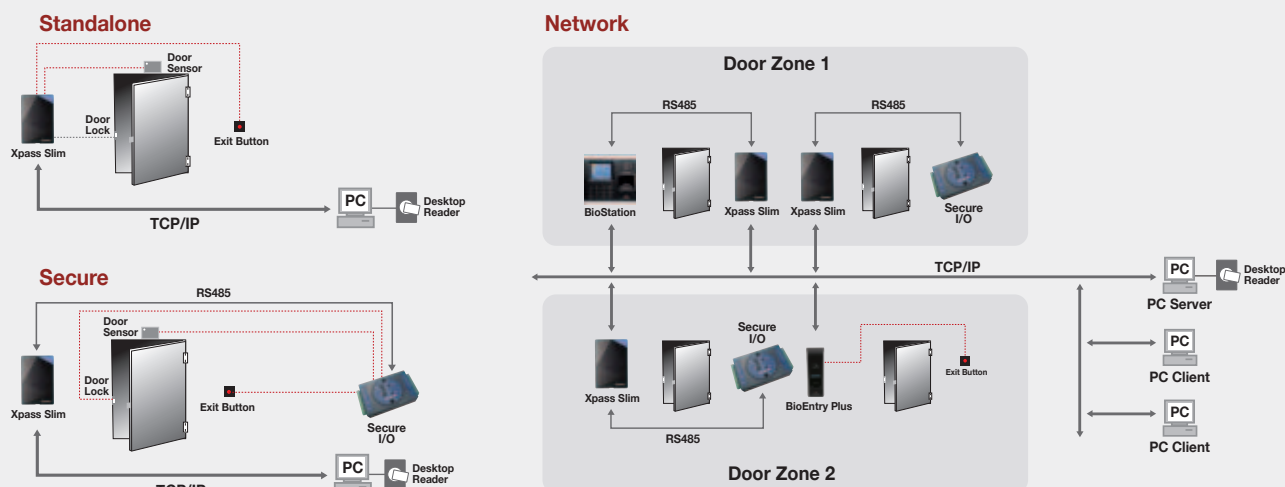 Standalone
Door
Sensor
Door
Lock
Xpass Slim
Exit Button
TCP/IP
PC
Desktop
Reader
Secure
RS485
Door
Sensor
Door
Lock
Xpass Slim
Exit Button
Secure
I/O
PC
Desktop
Reader
TCP/IP
Network
Door Zone 1
RS485
RS485
BioStation
Xpass Slim
Xpass Slim
Secure
I/O
TCP/IP
PC
Desktop
Reader
PC Server
PC
PC Client
PC
PC Client
Secure
I/O
Xpass Slim
BioEntry Plus
Exit Button
RS485
Door Zone 2